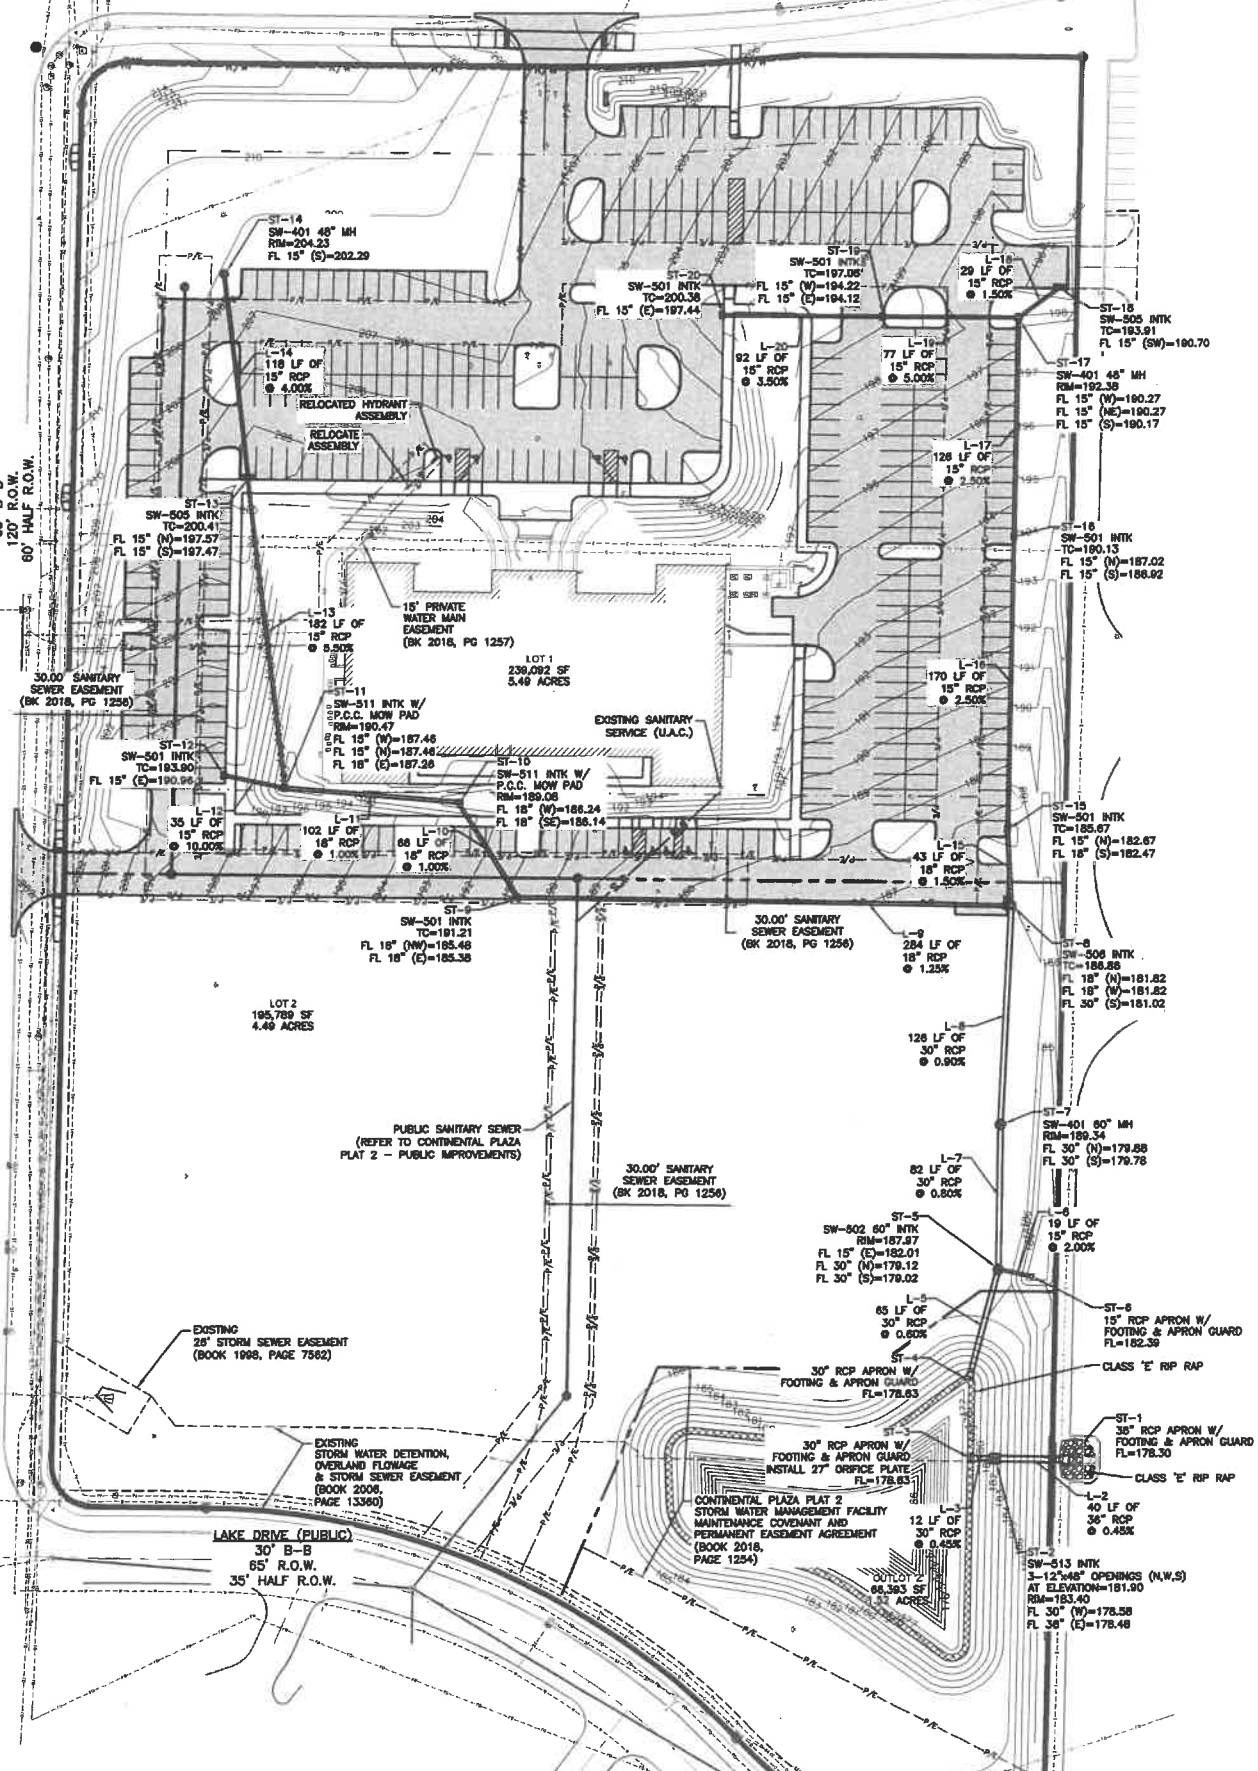 ST-14
SW-401 48" MH
RIM=204.23
FL 15" (S)=202.29
ST-20
SW-501 INTK
TC=200.38
FL 15" (E)=197.44
ST-19
SW-501 INTK
TC=197.06
FL 15" (W)=194.22
FL 15" (E)=194.12
L-18
29 LF OF
15" RCP
@ 1.50%
ST-18
SW-505 INTK
TC=193.91
FL 15" (SW)=190.70
ST-17
SW-401 48" MH
RIM=192.38
FL 15" (W)=190.27
FL 15" (NE)=190.27
FL 15" (S)=190.17
L-14
118 LF OF
15" RCP
@ 4.00%
L-20
92 LF OF
15" RCP
@ 3.50%
L-19
77 LF OF
15" RCP
@ 5.00%
RELOCATED HYDRANT
ASSEMBLY
RELOCATE
ASSEMBLY
L-17
126 LF OF
15" RCP
@ 2.50%
120' R.O.W.
60' HALF R.O.W.
ST-13
SW-505 INTK
TC=200.41
FL 15" (N)=197.57
FL 15" (S)=197.47
ST-16
SW-501 INTK
TC=190.13
FL 15" (N)=187.02
FL 15" (S)=186.92
L-13
182 LF OF
15" RCP
@ 5.50%
15' PRIVATE
WATER MAIN
EASEMENT
(BK 2018, PG 1257)
LOT 1
239,092 SF
5.49 ACRES
L-16
170 LF OF
15" RCP
@ 2.50%
30.00' SANITARY
SEWER EASEMENT
(BK 2018, PG 1256)
ST-11
SW-511 INTK W/
P.C.C. MOW PAD
RIM=190.47
FL 15" (W)=187.46
FL 15" (N)=187.46
FL 18" (E)=187.26
EXISTING SANITARY
SERVICE (U.A.C.)
ST-12
SW-501 INTK
TC=193.90
FL 15" (E)=190.96
ST-10
SW-511 INTK W/
P.C.C. MOW PAD
RIM=189.08
FL 18" (W)=186.24
FL 18" (SE)=186.14
L-12
35 LF OF
15" RCP
@ 10.00%
L-11
102 LF OF
18" RCP
@ 1.00%
L-10
66 LF OF
18" RCP
@ 1.00%
L-15
43 LF OF
18" RCP
@ 1.50%
ST-15
SW-501 INTK
TC=185.67
FL 15" (N)=182.67
FL 18" (S)=182.47
ST-9
SW-501 INTK
TC=191.21
FL 18" (NW)=185.48
FL 18" (E)=185.38
30.00' SANITARY
SEWER EASEMENT
(BK 2018, PG 1256)
L-9
284 LF OF
18" RCP
@ 1.25%
ST-8
SW-506 INTK
TC=186.86
FL 18" (N)=181.82
FL 18" (W)=181.82
FL 30" (S)=181.02
LOT 2
195,789 SF
4.49 ACRES
L-8
126 LF OF
30" RCP
@ 0.90%
PUBLIC SANITARY SEWER
(REFER TO CONTINENTAL PLAZA
PLAT 2 - PUBLIC IMPROVEMENTS)
ST-7
SW-401 60" MH
RIM=189.34
FL 30" (N)=179.88
FL 30" (S)=179.78
L-7
82 LF OF
30" RCP
@ 0.80%
30.00' SANITARY
SEWER EASEMENT
(BK 2018, PG 1256)
ST-5
SW-502 60" INTK
RIM=187.97
FL 15" (E)=182.01
FL 30" (N)=179.12
FL 30" (S)=179.02
L-6
19 LF OF
15" RCP
@ 2.00%
L-5
65 LF OF
30" RCP
@ 0.60%
ST-6
15" RCP APRON W/
FOOTING & APRON GUARD
FL=182.39
EXISTING
26' STORM SEWER EASEMENT
(BOOK 1998, PAGE 7562)
ST-4
30" RCP APRON W/
FOOTING & APRON GUARD
FL=178.63
CLASS 'E' RIP RAP
ST-1
36" RCP APRON W/
FOOTING & APRON GUARD
FL=178.30
ST-3
30" RCP APRON W/
FOOTING & APRON GUARD
INSTALL 27" ORIFICE PLATE
FL=178.63
EXISTING
STORM WATER DETENTION,
OVERLAND FLOWAGE
& STORM SEWER EASEMENT
(BOOK 2006,
PAGE 13360)
CLASS 'E' RIP RAP
CONTINENTAL PLAZA PLAT 2
STORM WATER MANAGEMENT FACILITY
MAINTENANCE COVENANT AND
PERMANENT EASEMENT AGREEMENT
(BOOK 2018,
PAGE 1254)
L-3
12 LF OF
30" RCP
@ 0.45%
L-2
40 LF OF
36" RCP
@ 0.45%
LAKE DRIVE (PUBLIC)
30' B-B
65' R.O.W.
35' HALF R.O.W.
ST-2
SW-513 INTK
3-12"x48" OPENINGS (N,W,S)
AT ELEVATION=181.90
RIM=183.40
FL 30" (W)=178.58
FL 36" (E)=178.48
OUTLOT Z
66,393 SF
1.52 ACRES